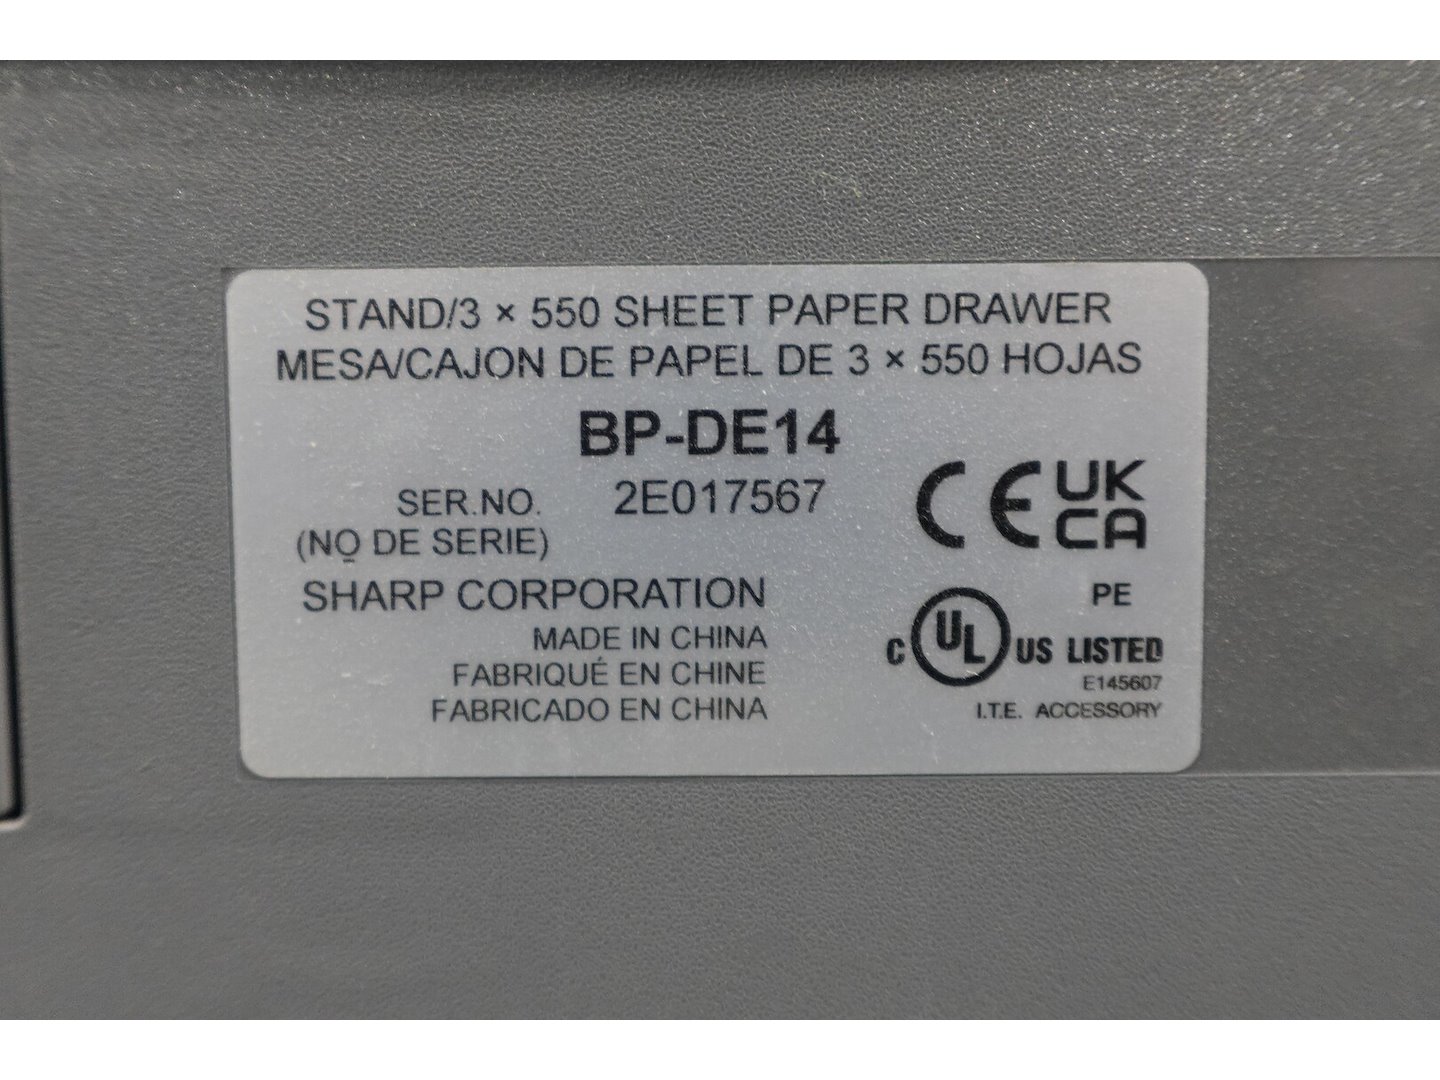 STAND/3 × 550 SHEET PAPER DRAWER
MESA/CAJON DE PAPEL DE 3 × 550 HOJAS
BP-DE14
SER.NO. 2E017567
(NO̱ DE SERIE)
CE UK
CA
SHARP CORPORATION
PE
MADE IN CHINA
C UL US LISTED
FABRIQUÉ EN CHINE
E145607
FABRICADO EN CHINA
I.T.E. ACCESSORY